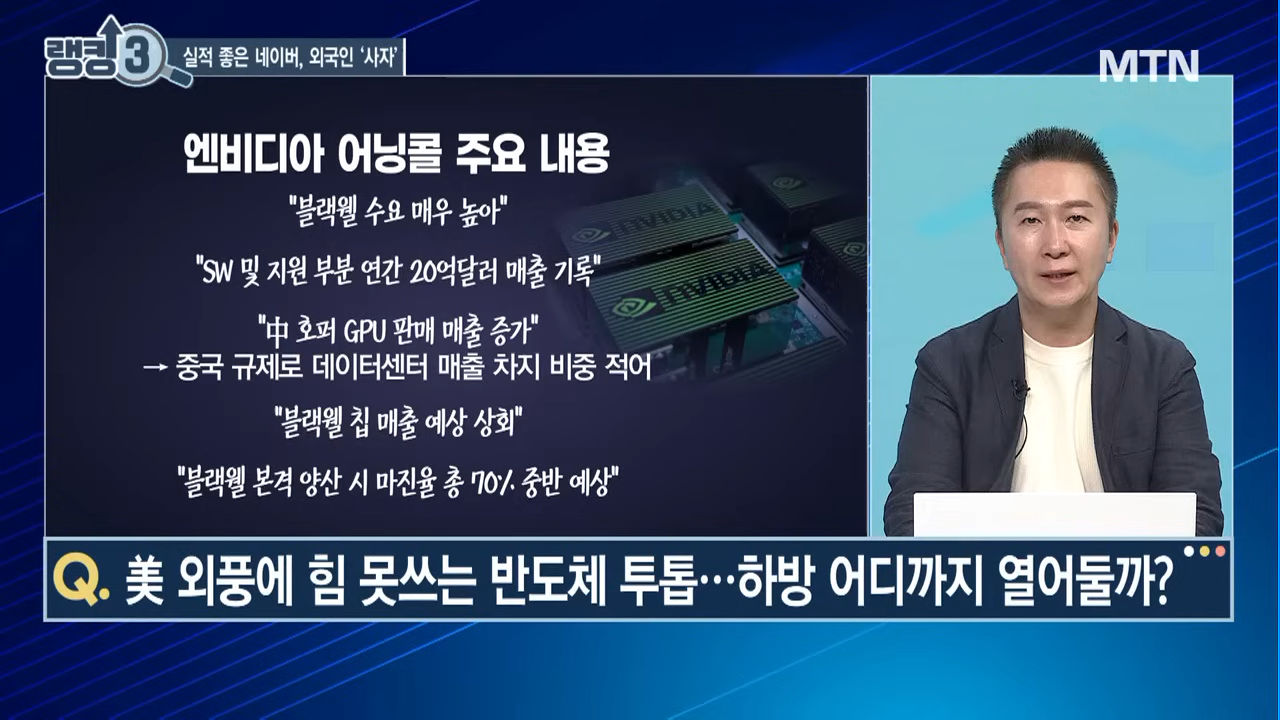 랭킹3
실적 좋은 네이버, 외국인 '사자'
MTN
엔비디아 어닝콜 주요 내용
"블랙웰 수요 매우 높아"
"SW 및 지원 부분 연간 20억달러 매출 기록"
"中 호퍼 GPU 판매 매출 증가"
→ 중국 규제로 데이터센터 매출 차지 비중 적어
"블랙웰 칩 매출 예상 상회"
"블랙웰 본격 양산 시 마진율 총 70% 중반 예상"
NVIDIA
NVIDIA
Q. 美 외풍에 힘 못쓰는 반도체 투톱…하방 어디까지 열어둘까?